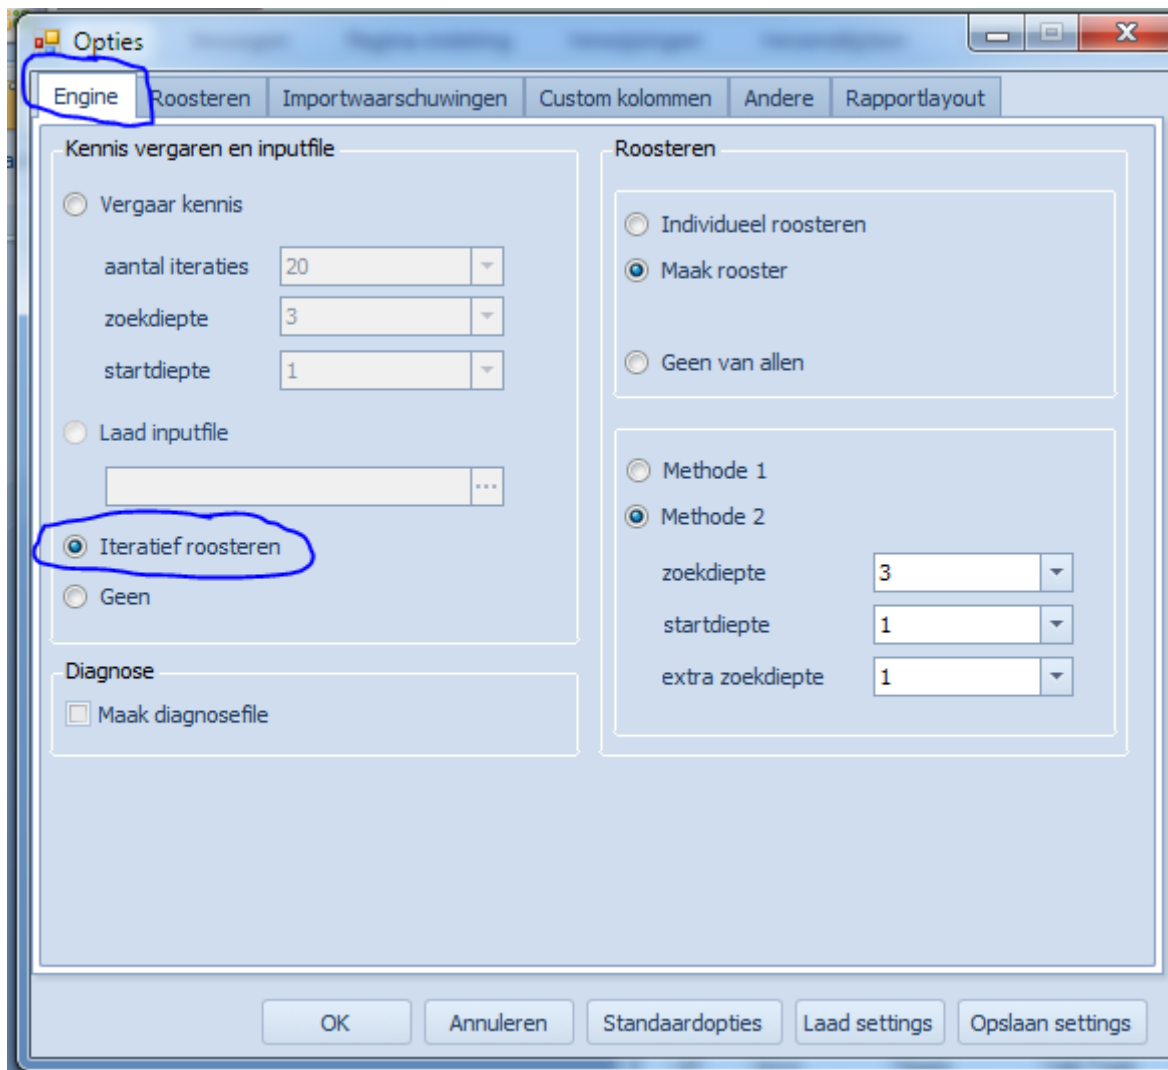 Opties
Engine
Roosteren
Importwaarschuwingen
Custom kolommen
Andere
Rapportlayout
Kennis vergaren en inputfile
Vergaar kennis
aantal iteraties 20
zoekdiepte 3
startdiepte 1
Laad inputfile
...
Iteratief roosteren
Geen
Diagnose
Maak diagnosefile
Roosteren
Individueel roosteren
Maak rooster
Geen van allen
Methode 1
Methode 2
zoekdiepte 3
startdiepte 1
extra zoekdiepte 1
OK
Annuleren
Standaardopties
Laad settings
Opslaan settings